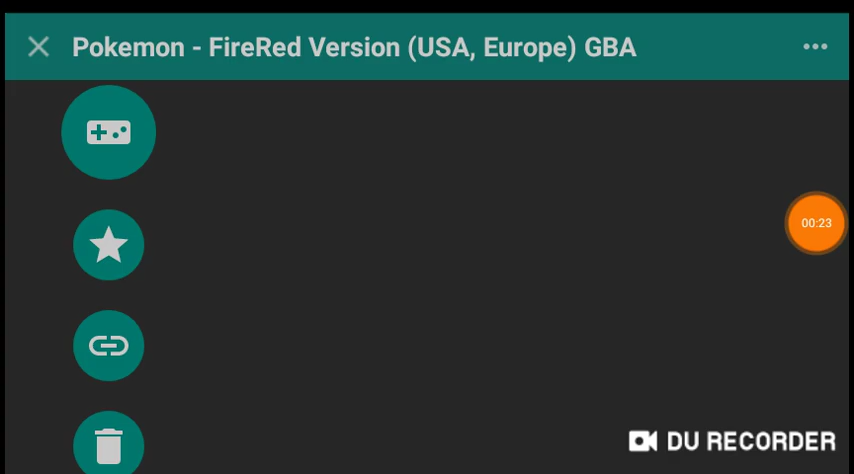 Pokemon - FireRed Version (USA, Europe) GBA
00:23
DU RECORDER